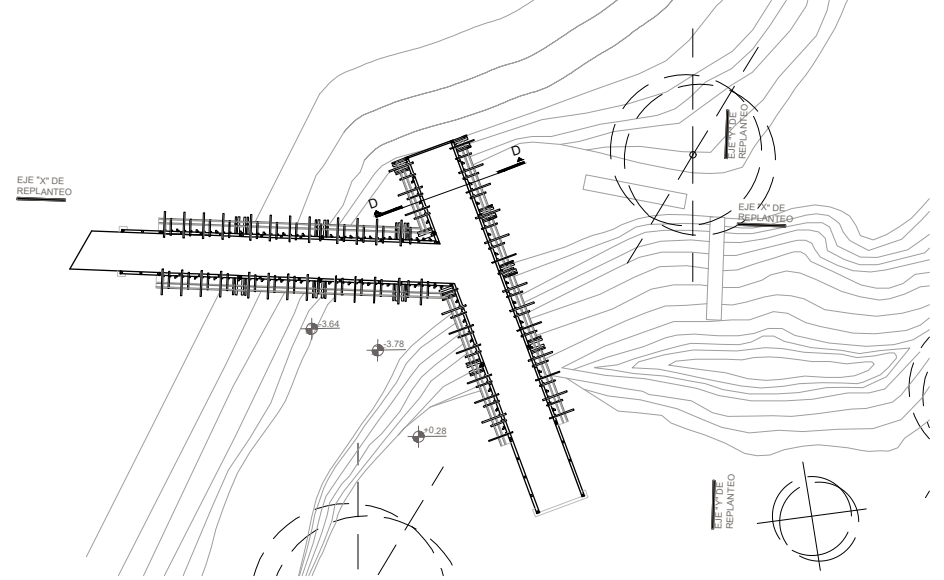 EJE "X" DE
REPLANTEO
D
D
EJE "Y" DE
REPLANTEO
EJE "X" DE
REPLANTEO
-3.64
-3.78
+0.28
EJE "Y" DE
REPLANTEO